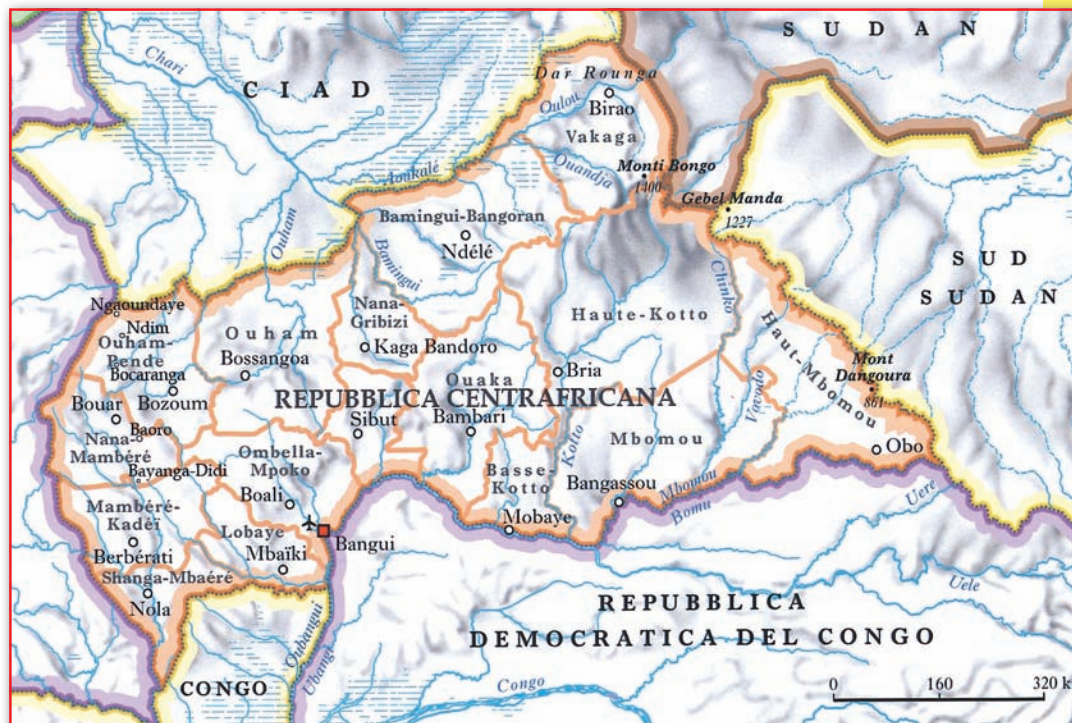 SUDAN
Chari
CIAD
Dar Rounga
Birao
Oulou
Vakaga
Ouandja
Monti Bongo
1400
Gebel Manda
1227
Aoukalé
Bamingui-Bangoran
Ndélé
Bamingui
Ouham
Chinko
SUD
SUDAN
Ngaoundaye
Ndim
Ouham-
Pende
Bocaranga
Bozoum
Ouham
Bossangoa
Nana-
Gribizi
Kaga Bandoro
Haute-Kotto
Haut-Mbomou
Mont
Dangoura
861
Bria
Ouaka
REPUBBLICA CENTRAFRICANA
Bouar
Baoro
Nana-
Mambéré
Bayanga-Didi
Sibut
Bambari
Kotto
Mbomou
Vovodo
Obo
Ombella-
Mpoko
Boali
Basse-
Kotto
Bangassou
Mbomou
Bomu
Uere
Mambéré-
Kadéï
Berbérati
Lobaye
Mbaïki
Bangui
Mobaye
Shanga-Mbaéré
Nola
Uele
REPUBBLICA
DEMOCRATICA DEL CONGO
Oubangui
Ubangi
CONGO
Congo
0 160 320 k